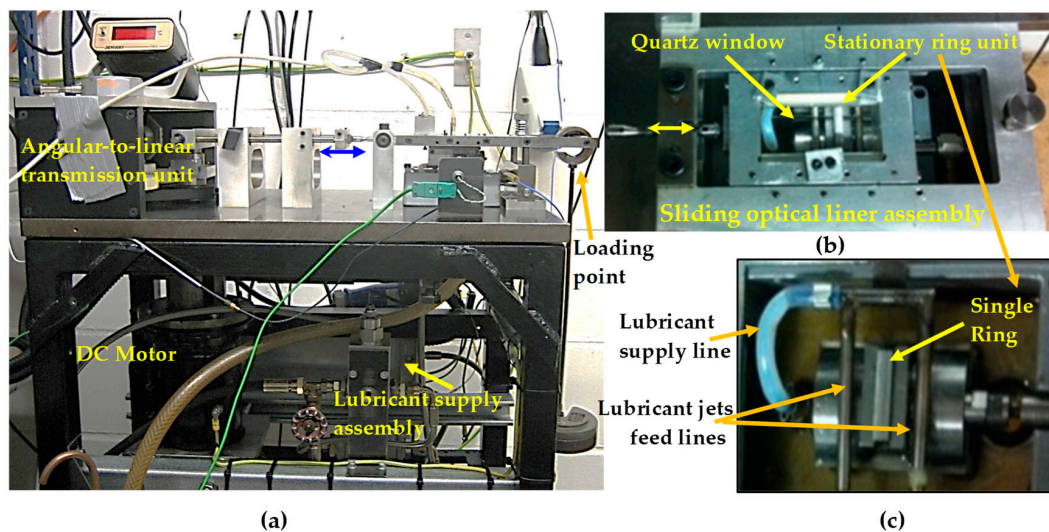 Angular-to-linear
transmission unit
DC Motor
Lubricant supply
assembly
Loading
point
(a)
Quartz window
Stationary ring unit
Sliding optical liner assembly
(b)
Lubricant
supply line
Single
Ring
Lubricant jets
feed lines
(c)